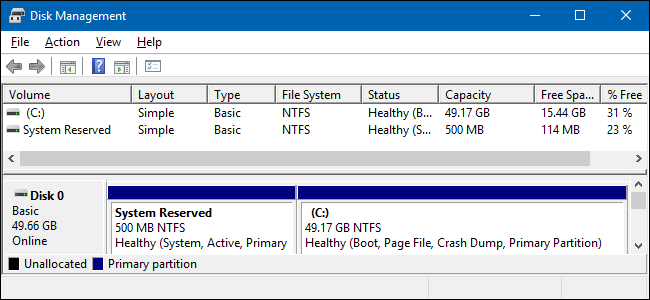 Disk Management
File Action View Help
Volume Layout Type File System Status Capacity Free Spa... % Free
(C:) Simple Basic NTFS Healthy (B... 49.17 GB 15.44 GB 31 %
System Reserved Simple Basic NTFS Healthy (S... 500 MB 114 MB 23 %
Disk 0
Basic
49.66 GB
Online
System Reserved
500 MB NTFS
Healthy (System, Active, Primary
(C:)
49.17 GB NTFS
Healthy (Boot, Page File, Crash Dump, Primary Partition)
Unallocated Primary partition